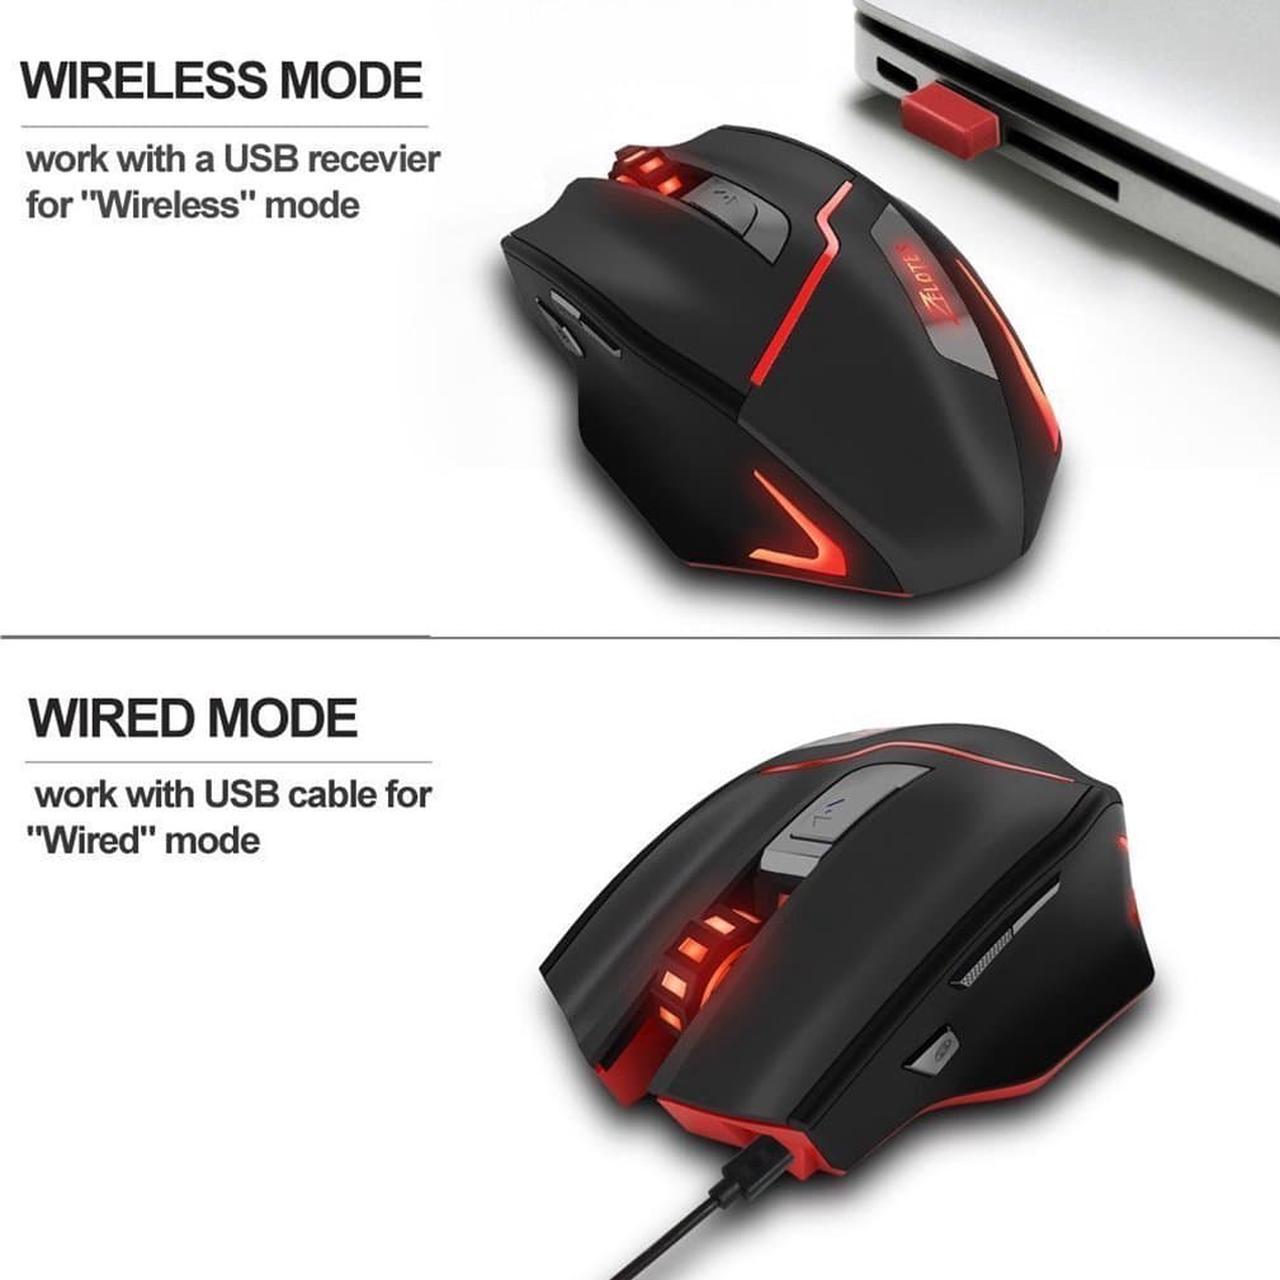 WIRELESS MODE
work with a USB recevier
for "Wireless" mode
ZELOTES
WIRED MODE
work with USB cable for
"Wired" mode